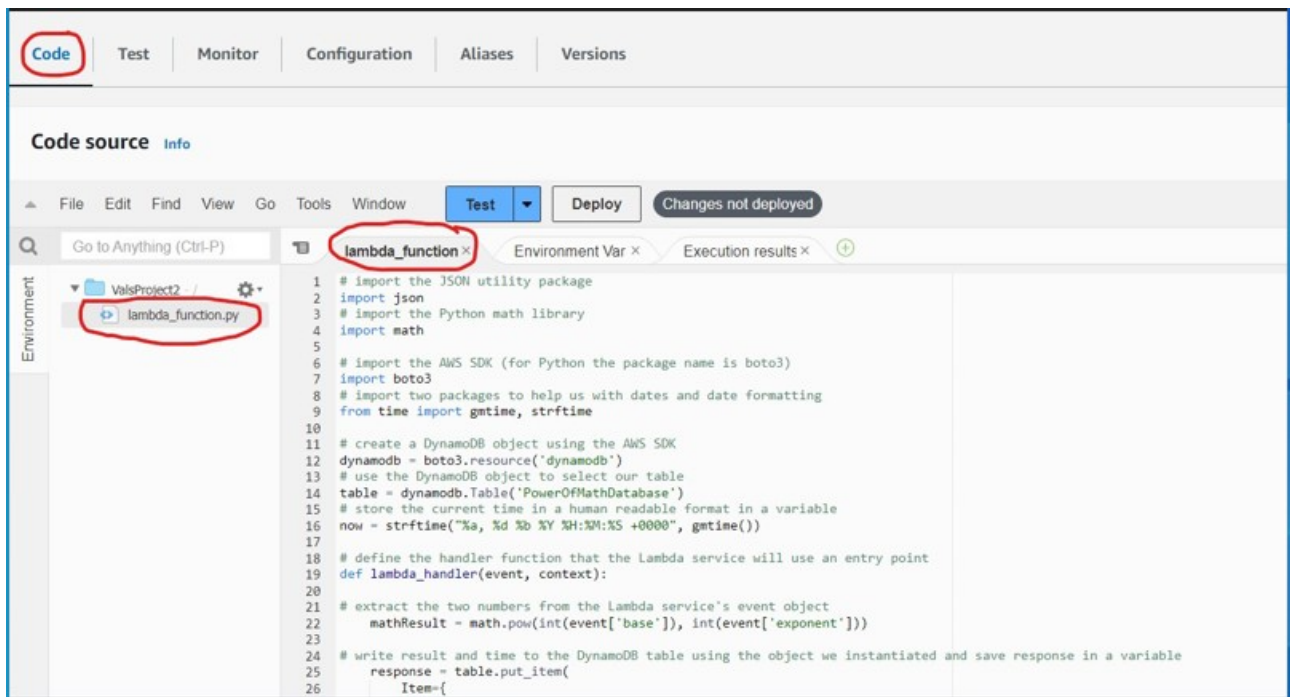 Code Test Monitor Configuration Aliases Versions
Code source Info
File Edit Find View Go Tools Window Test Deploy Changes not deployed
Go to Anything (Ctrl-P) lambda_function × Environment Var × Execution results ×
Environment
ValsProject2 - /
lambda_function.py
1 # import the JSON utility package
2 import json
3 # import the Python math library
4 import math
5
6 # import the AWS SDK (for Python the package name is boto3)
7 import boto3
8 # import two packages to help us with dates and date formatting
9 from time import gmtime, strftime
10
11 # create a DynamoDB object using the AWS SDK
12 dynamodb = boto3.resource('dynamodb')
13 # use the DynamoDB object to select our table
14 table = dynamodb.Table('PowerOfMathDatabase')
15 # store the current time in a human readable format in a variable
16 now = strftime("%a, %d %b %Y %H:%M:%S +0000", gmtime())
17
18 # define the handler function that the Lambda service will use an entry point
19 def lambda_handler(event, context):
20
21 # extract the two numbers from the Lambda service's event object
22 mathResult = math.pow(int(event['base']), int(event['exponent']))
23
24 # write result and time to the DynamoDB table using the object we instantiated and save response in a variable
25 response = table.put_item(
26 Item={